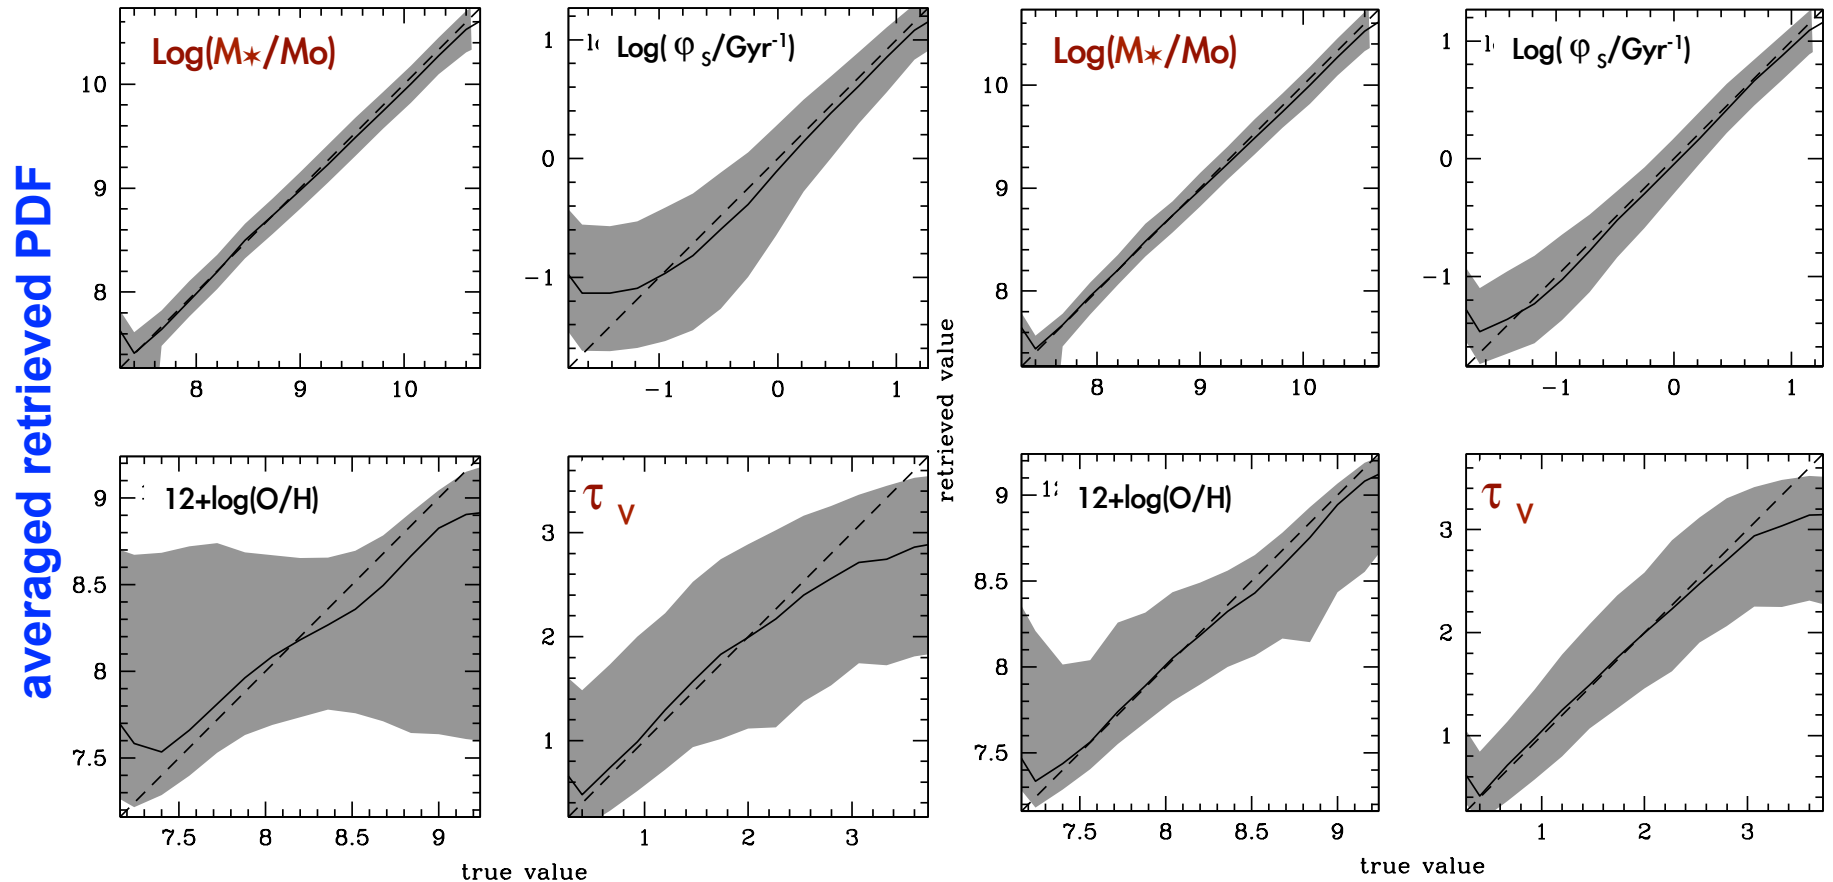 averaged retrieved PDF
Log(M✶/Mo)
10
9
8
8 9 10
Log( φ s/Gyr-1)
1
0
−1
−1 0 1
12+log(O/H)
9
8.5
8
7.5
7.5 8 8.5 9
τ V
3
2
1
1 2 3
true value
retrieved value
Log(M✶/Mo)
10
9
8
8 9 10
Log( φ s/Gyr-1)
1
0
−1
−1 0 1
12+log(O/H)
9
8.5
8
7.5
7.5 8 8.5 9
τ V
3
2
1
1 2 3
true value